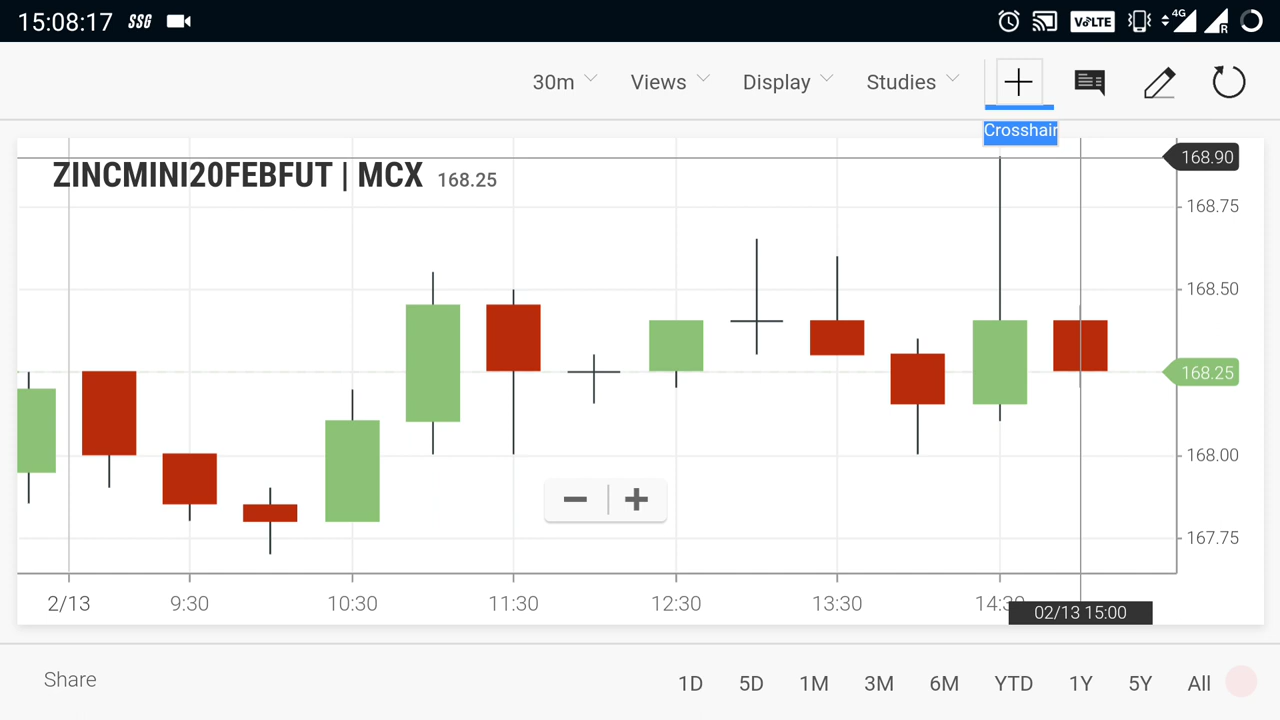 15:08:17 SSG VoLTE 4G R
30m Views Display Studies
Crosshair
ZINCMINI20FEBFUT | MCX 168.25
168.90
168.75
168.50
168.25
168.00
167.75
2/13 9:30 10:30 11:30 12:30 13:30 14:30
02/13 15:00
Share 1D 5D 1M 3M 6M YTD 1Y 5Y All